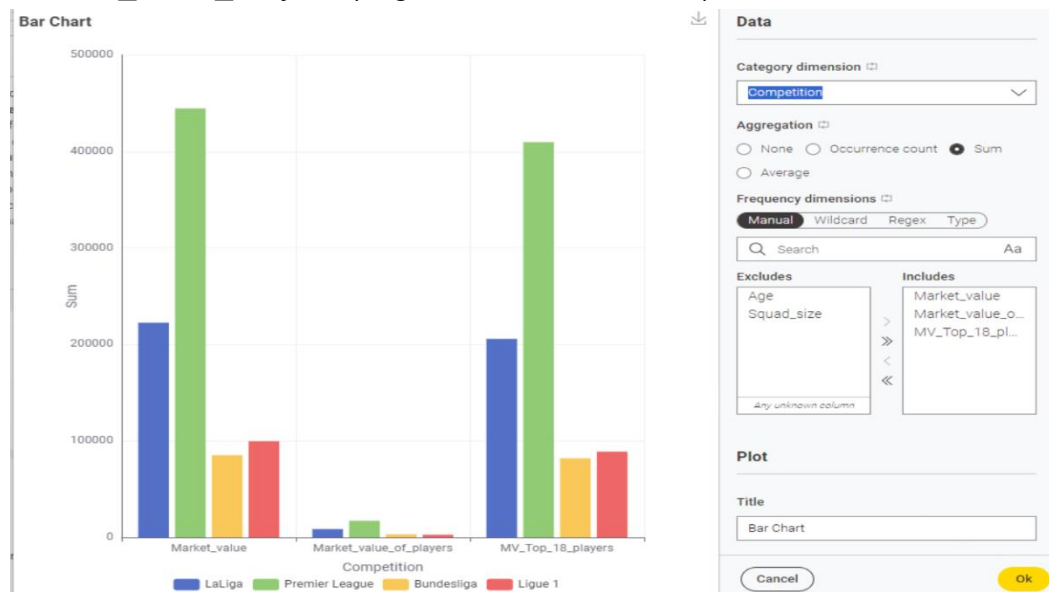 Bar Chart
500000
400000
300000
200000
100000
0
Sum
Market_value
Market_value_of_players
MV_Top_18_players
Competition
LaLiga
Premier League
Bundesliga
Ligue 1
Data
Category dimension
Competition
Aggregation
None Occurrence count Sum
Average
Frequency dimensions
Manual Wildcard Regex Type
Search Aa
Excludes
Age
Squad_size
Any unknown column
Includes
Market_value
Market_value_o...
MV_Top_18_pl...
Plot
Title
Bar Chart
Cancel Ok